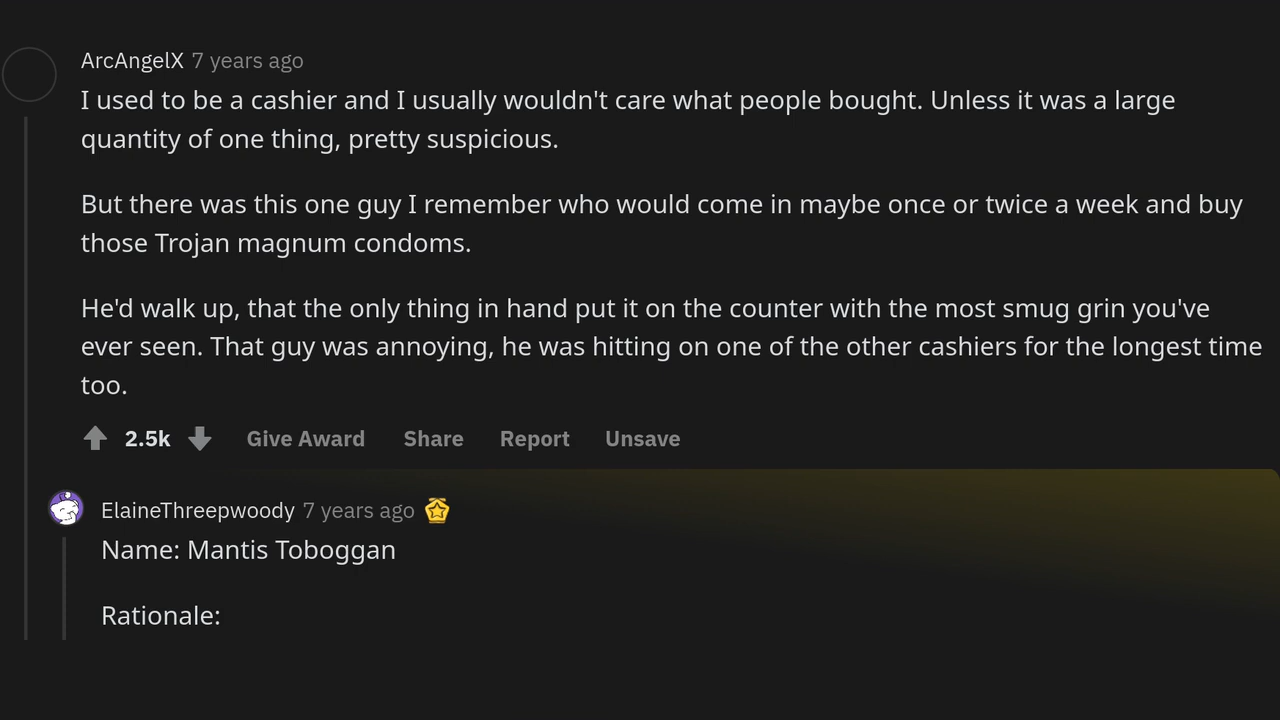 ArcAngelX 7 years ago
I used to be a cashier and I usually wouldn't care what people bought. Unless it was a large
quantity of one thing, pretty suspicious.
But there was this one guy I remember who would come in maybe once or twice a week and buy
those Trojan magnum condoms.
He'd walk up, that the only thing in hand put it on the counter with the most smug grin you've
ever seen. That guy was annoying, he was hitting on one of the other cashiers for the longest time
too.
2.5k Give Award Share Report Unsave
ElaineThreepwoody 7 years ago
Name: Mantis Toboggan
Rationale: